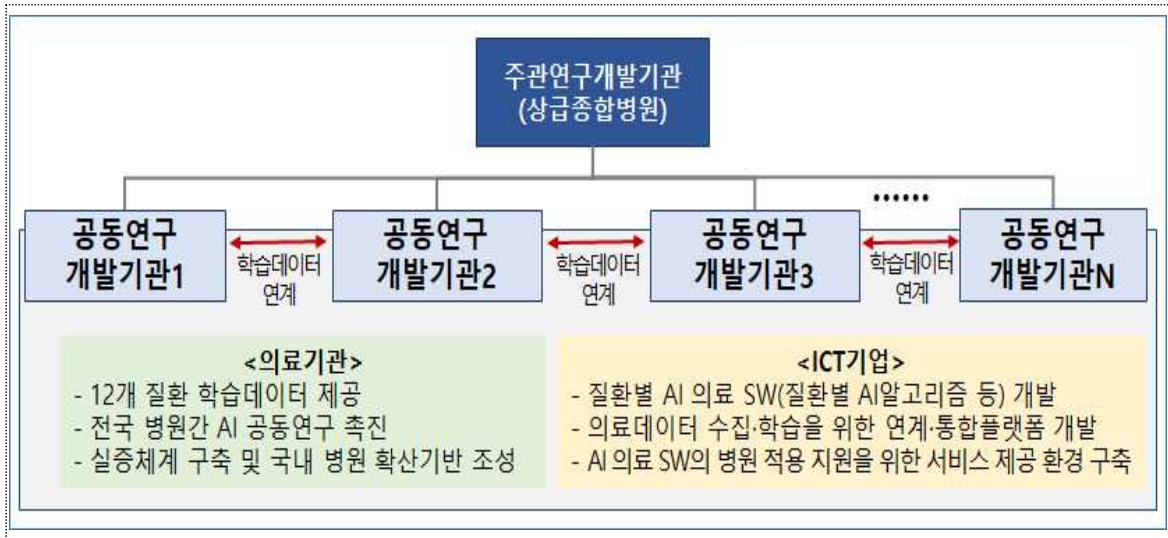 주관연구개발기관
(상급종합병원)
······
공동연구
개발기관1
학습데이터
연계
공동연구
개발기관2
학습데이터
연계
공동연구
개발기관3
학습데이터
연계
공동연구
개발기관N
<의료기관>
- 12개 질환 학습데이터 제공
- 전국 병원간 AI 공동연구 촉진
- 실증체계 구축 및 국내 병원 확산기반 조성
<ICT기업>
- 질환별 AI 의료 SW(질환별 AI알고리즘 등) 개발
- 의료데이터 수집·학습을 위한 연계·통합플랫폼 개발
- AI 의료 SW의 병원 적용 지원을 위한 서비스 제공 환경 구축